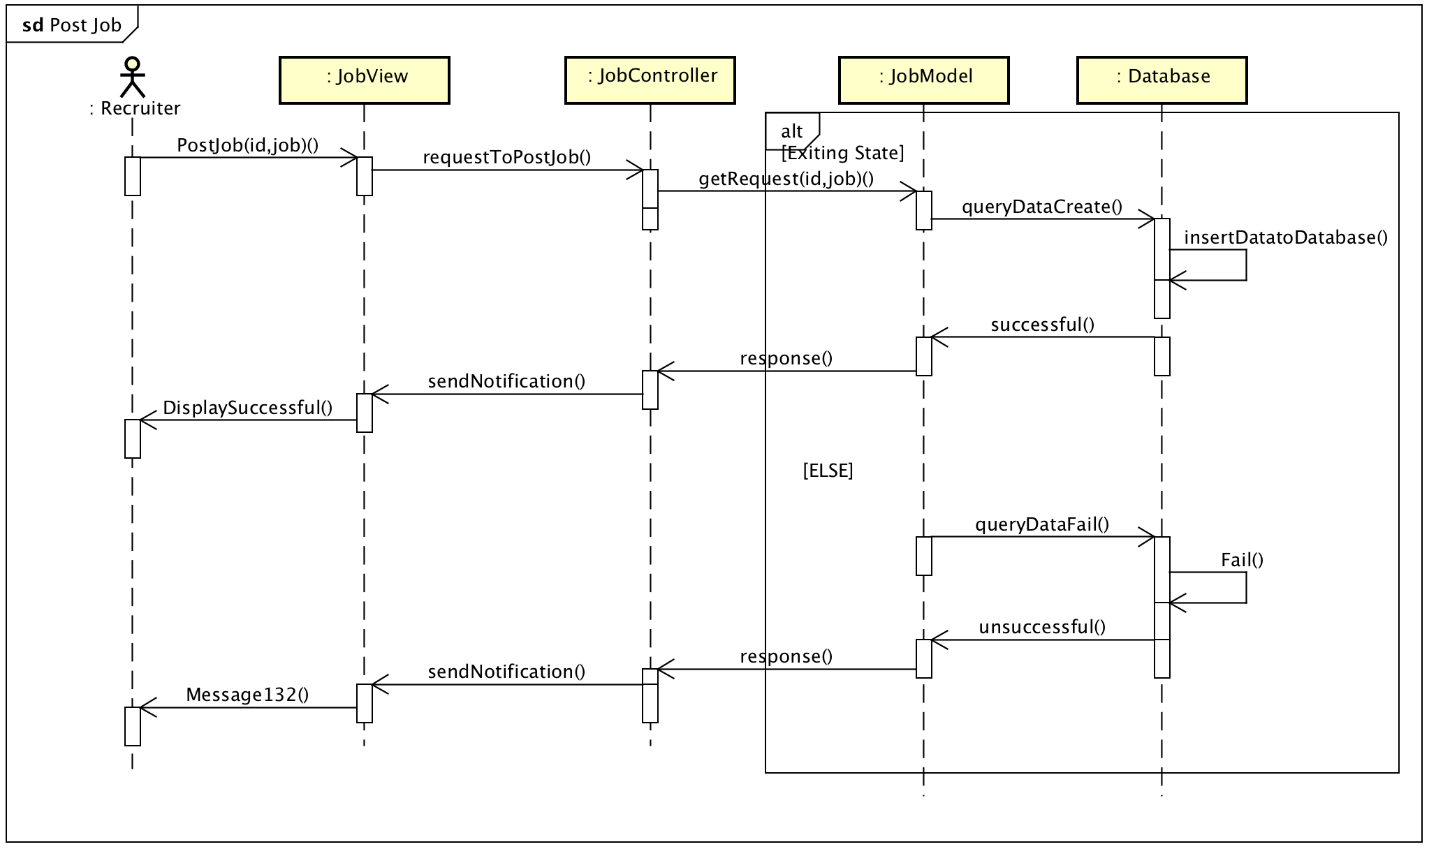 sd Post Job
: Recruiter
: JobView
: JobController
: JobModel
: Database
alt
[Exiting State]
PostJob(id,job)()
requestToPostJob()
getRequest(id,job)()
queryDataCreate()
insertDatatoDatabase()
successful()
response()
sendNotification()
DisplaySuccessful()
[ELSE]
queryDataFail()
Fail()
unsuccessful()
response()
sendNotification()
Message132()